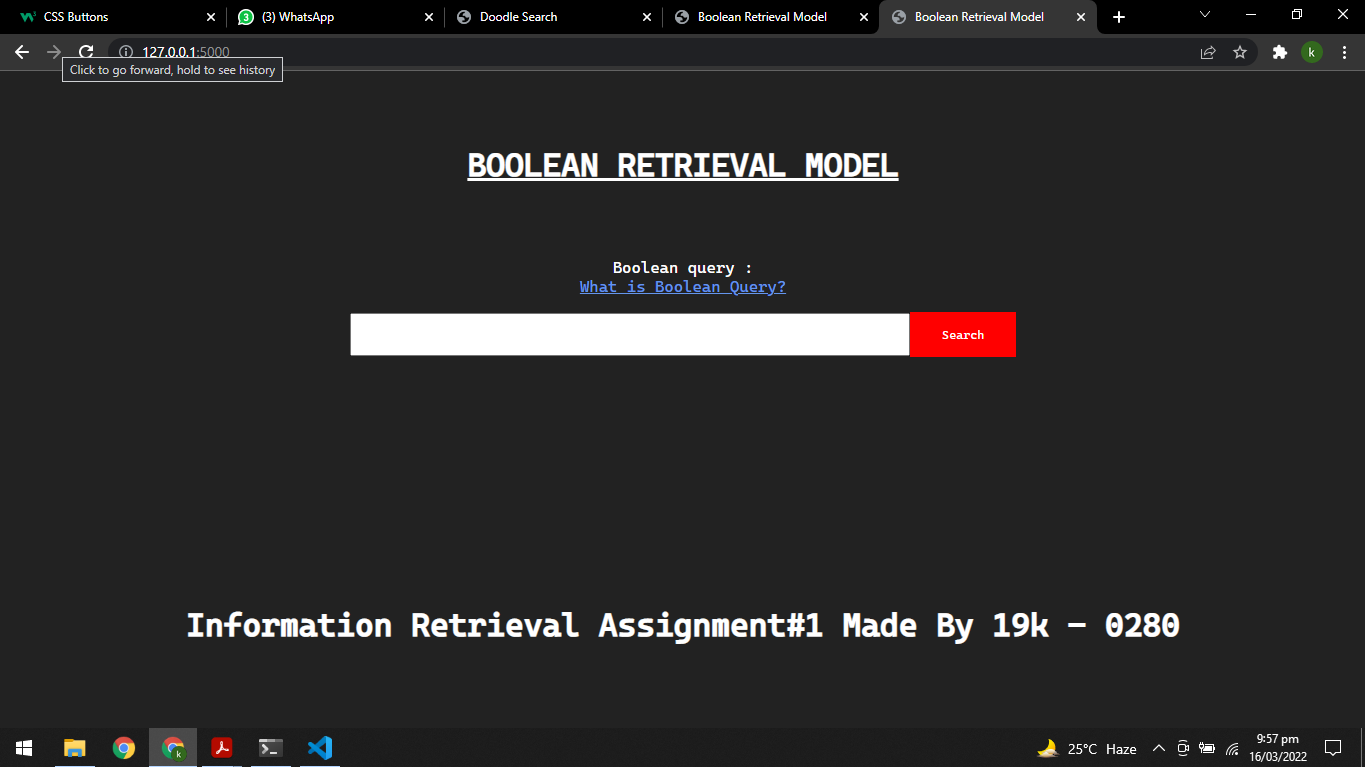 CSS Buttons
3 (3) WhatsApp
Doodle Search
Boolean Retrieval Model
Boolean Retrieval Model
127.0.0.1:5000
k
Click to go forward, hold to see history
BOOLEAN RETRIEVAL MODEL
Boolean query :
What is Boolean Query?
Search
Information Retrieval Assignment#1 Made By 19k - 0280
k
25°C Haze
9:57 pm
16/03/2022